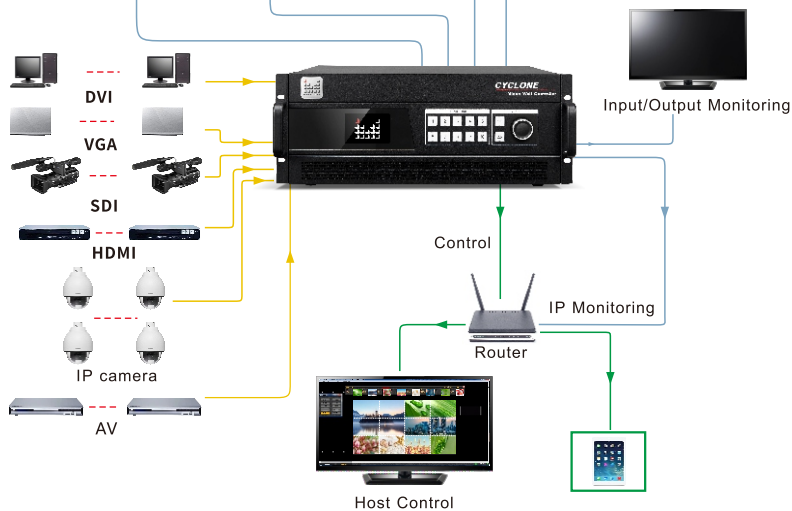 CYCLONE
Video Wall Controller
DVI
VGA
SDI
HDMI
IP camera
AV
Input/Output Monitoring
Control
IP Monitoring
Router
Host Control